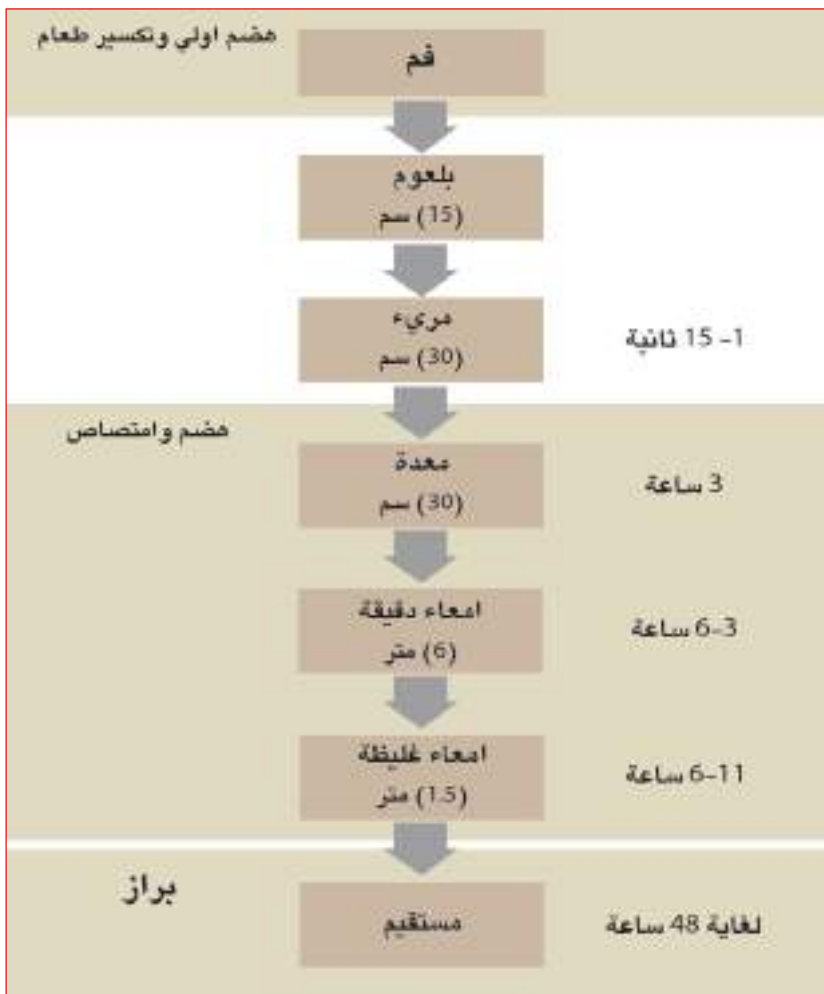 هضم اولي وتكسير طعام
فم
بلعوم
(15) سم
مريء
(30) سم
1- 15 ثانية
هضم وامتصاص
معدة
(30) سم
3 ساعة
امعاء دقيقة
(6) متر
3-6 ساعة
امعاء غليظة
(1.5) متر
6-11 ساعة
براز
مستقيم
لغاية 48 ساعة